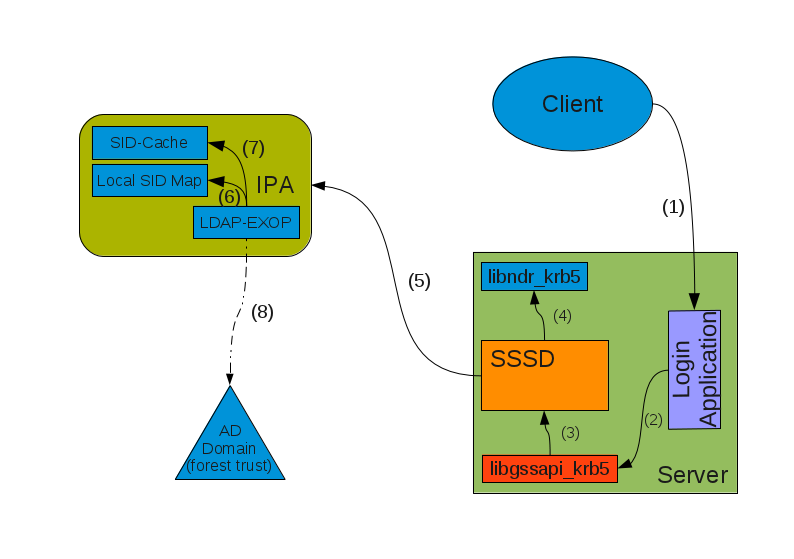 Client
SID-Cache
(7)
Local SID Map
IPA
(6)
LDAP-EXOP
(1)
(5)
libndr_krb5
(8)
(4)
SSSD
Login
Application
(2)
(3)
AD
Domain
(forest trust)
libgssapi_krb5
Server